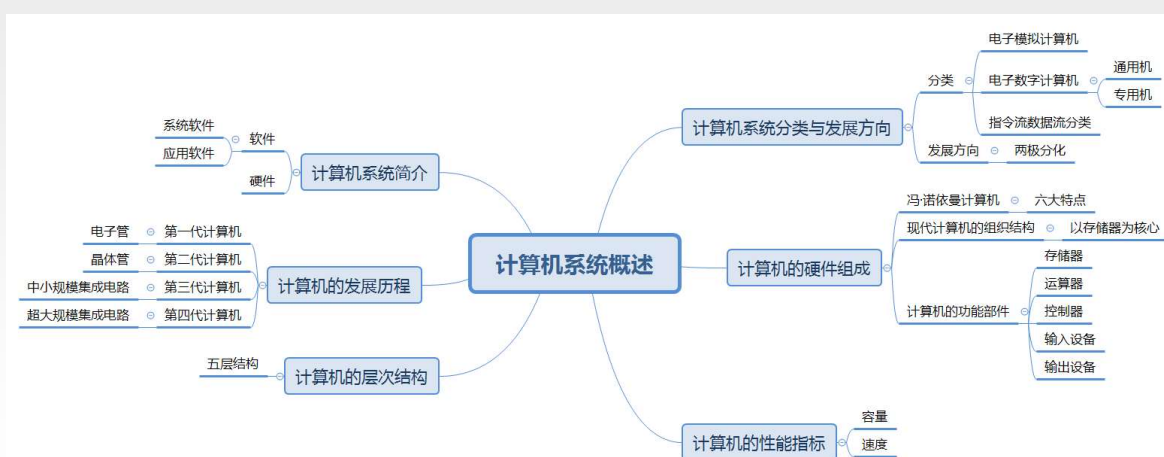 计算机系统概述
计算机系统简介
软件
系统软件
应用软件
硬件
计算机的发展历程
第一代计算机
电子管
第二代计算机
晶体管
第三代计算机
中小规模集成电路
第四代计算机
超大规模集成电路
计算机的层次结构
五层结构
计算机系统分类与发展方向
分类
电子模拟计算机
电子数字计算机
通用机
专用机
指令流数据流分类
发展方向
两极分化
计算机的硬件组成
冯·诺依曼计算机
六大特点
现代计算机的组织结构
以存储器为核心
计算机的功能部件
存储器
运算器
控制器
输入设备
输出设备
计算机的性能指标
容量
速度